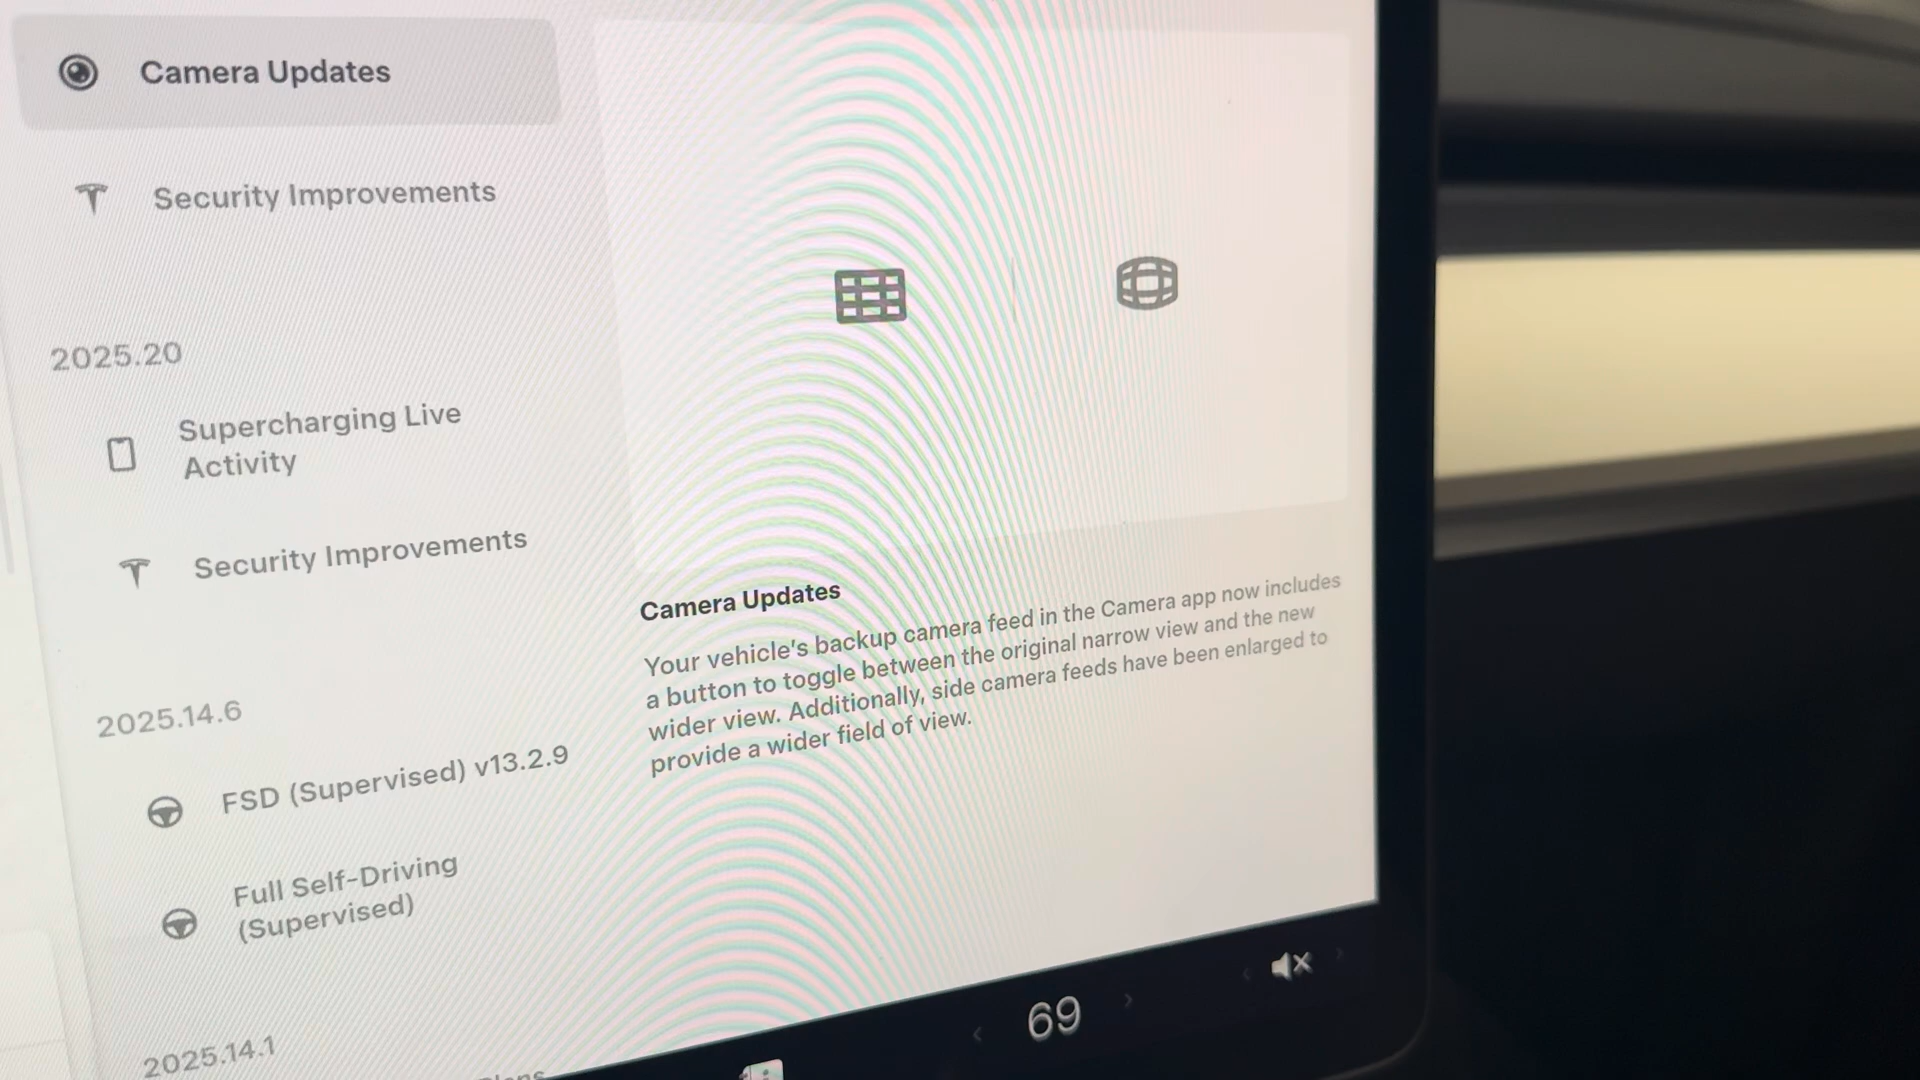 Camera Updates
Security Improvements
2025.20
Supercharging Live
Activity
Security Improvements
2025.14.6
FSD (Supervised) v13.2.9
Full Self-Driving
(Supervised)
2025.14.1
Camera Updates
Your vehicle's backup camera feed in the Camera app now includes
a button to toggle between the original narrow view and the new
wider view. Additionally, side camera feeds have been enlarged to
provide a wider field of view.
69